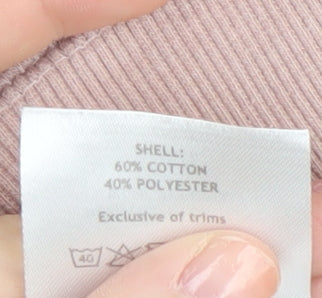 SHELL:
60% COTTON
40% POLYESTER
Exclusive of trims
40